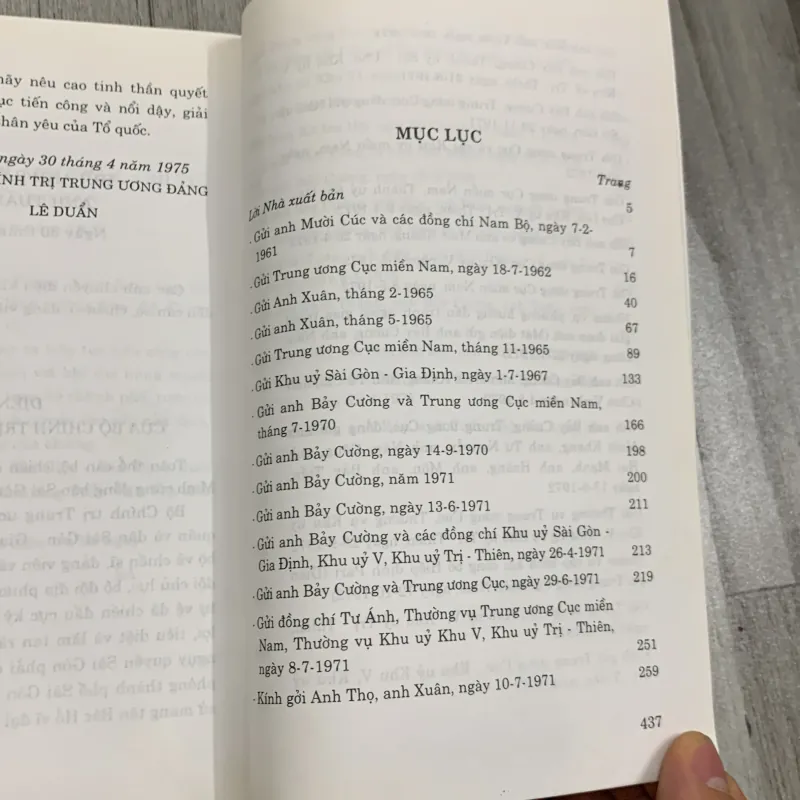 hãy nêu cao tinh thần quyết
tục tiến công và nổi dậy, giải
thân yêu của Tổ quốc.
ngày 30 tháng 4 năm 1975
ÍNH TRỊ TRUNG ƯƠNG ĐẢNG
LÊ DUẨN
MỤC LỤC
Trang
Lời Nhà xuất bản 5
. Gửi anh Mười Cúc và các đồng chí Nam Bộ, ngày 7-2-
1961 7
. Gửi Trung ương Cục miền Nam, ngày 18-7-1962 16
. Gửi Anh Xuân, tháng 2-1965 40
. Gửi anh Xuân, tháng 5-1965 67
. Gửi Trung ương Cục miền Nam, tháng 11-1965 89
. Gửi Khu uỷ Sài Gòn - Gia Định, ngày 1-7-1967 133
. Gửi anh Bảy Cường và Trung ương Cục miền Nam,
tháng 7-1970 166
. Gửi anh Bảy Cường, ngày 14-9-1970 198
. Gửi anh Bảy Cường, năm 1971 200
. Gửi anh Bảy Cường, ngày 13-6-1971 211
. Gửi anh Bảy Cường và các đồng chí Khu uỷ Sài Gòn -
Gia Định, Khu uỷ V, Khu uỷ Trị - Thiên, ngày 26-4-1971 213
. Gửi anh Bảy Cường và Trung ương Cục, ngày 29-6-1971 219
. Gửi đồng chí Tư Ánh, Thường vụ Trung ương Cục miền
Nam, Thường vụ Khu uỷ Khu V, Khu uỷ Trị - Thiên,
ngày 8-7-1971 251
. Kính gởi Anh Thọ, anh Xuân, ngày 10-7-1971 259
437